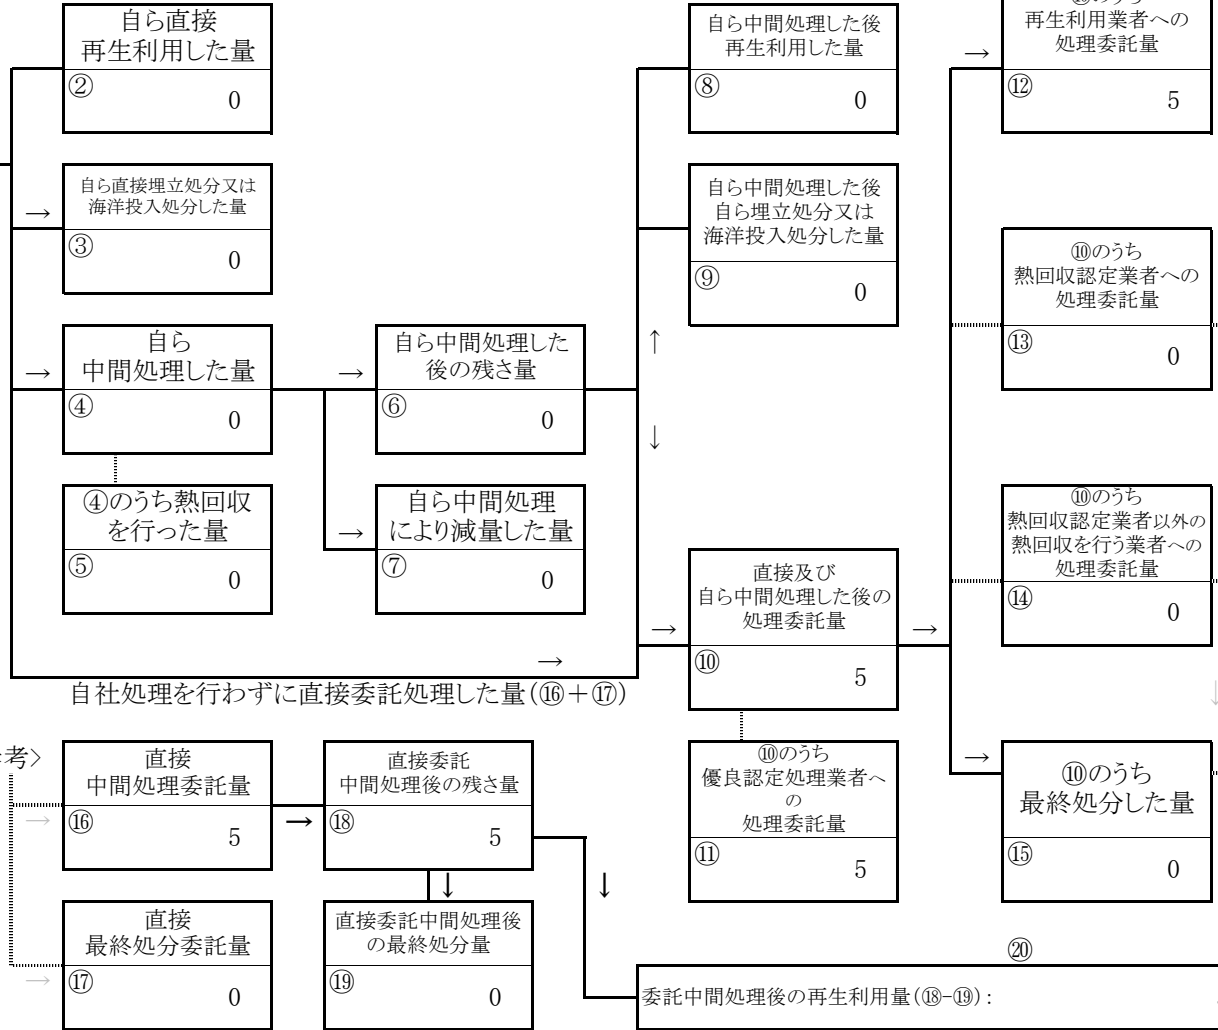 自ら直接
再生利用した量
②
0
自ら直接埋立処分又は
海洋投入処分した量
→
③
0
自ら
中間処理した量
→
④
0
④のうち熱回収
を行った量
⑤
0
自ら中間処理した
後の残さ量
→
⑥
0
自ら中間処理
により減量した量
→
⑦
0
自ら中間処理した後
再生利用した量
⑧
0
自ら中間処理した後
自ら埋立処分又は
海洋投入処分した量
⑨
0
↑
↓
直接及び
自ら中間処理した後の
処理委託量
→
⑩
5
→
⑩のうち
優良認定処理業者へ
の
処理委託量
⑪
5
再生利用業者への
処理委託量
→
⑫
5
⑩のうち
熱回収認定業者への
処理委託量
⑬
0
⑩のうち
熱回収認定業者以外の
熱回収を行う業者への
処理委託量
⑭
0
↓
⑩のうち
最終処分した量
→
⑮
0
→
自社処理を行わずに直接委託処理した量(⑯+⑰)
考>
直接
中間処理委託量
→
⑯
5
→
直接委託
中間処理後の残さ量
⑱
5
↓
↓
直接
最終処分委託量
→
⑰
0
直接委託中間処理後
の最終処分量
⑲
0
⑳
委託中間処理後の再生利用量(⑱-⑲):